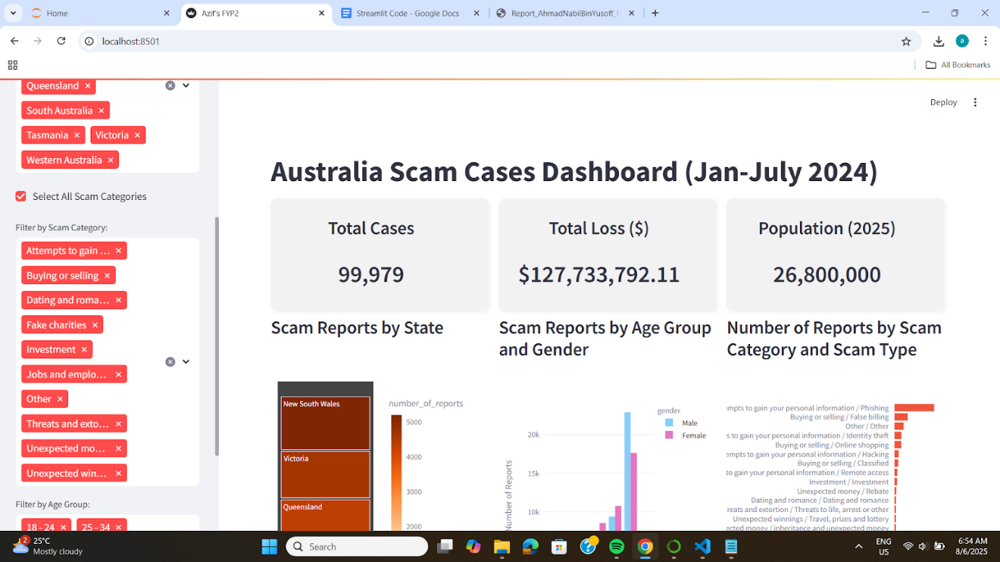 Home
Azif's FYP2
Streamlit Code - Google Docs
Report_AhmadNabilBinYusoff_I
localhost:8501
a
All Bookmarks
Queensland ×
South Australia ×
Tasmania × Victoria ×
Western Australia ×
Select All Scam Categories
Filter by Scam Category:
Attempts to gain ... ×
Buying or selling ×
Dating and roma... ×
Fake charities ×
Investment ×
Jobs and emplo... ×
Other ×
Threats and exto... ×
Unexpected mo... ×
Unexpected win... ×
Filter by Age Group:
18 - 24 × 25 - 34 ×
Deploy
Australia Scam Cases Dashboard (Jan-July 2024)
Total Cases
99,979
Total Loss ($)
$127,733,792.11
Population (2025)
26,800,000
Scam Reports by State
New South Wales
Victoria
Queensland
number_of_reports
5000
4000
3000
2000
Scam Reports by Age Group
and Gender
Number of Reports
20k
15k
10k
gender
Male
Female
Number of Reports by Scam
Category and Scam Type
empts to gain your personal information / Phishing
Buying or selling / False billing
Other / Other
s to gain your personal information / Identity theft
Buying or selling / Online shopping
empts to gain your personal information / Hacking
Buying or selling / Classified
to gain your personal information / Remote access
Investment / Investment
Unexpected money / Rebate
Dating and romance / Dating and romance
reats and extortion / Threats to life, arrest or other
Unexpected winnings / Travel, prizes and lottery
ected money / inheritance and unexpected money
2
25°C
Mostly cloudy
Search
ENG
US
6:54 AM
8/6/2025